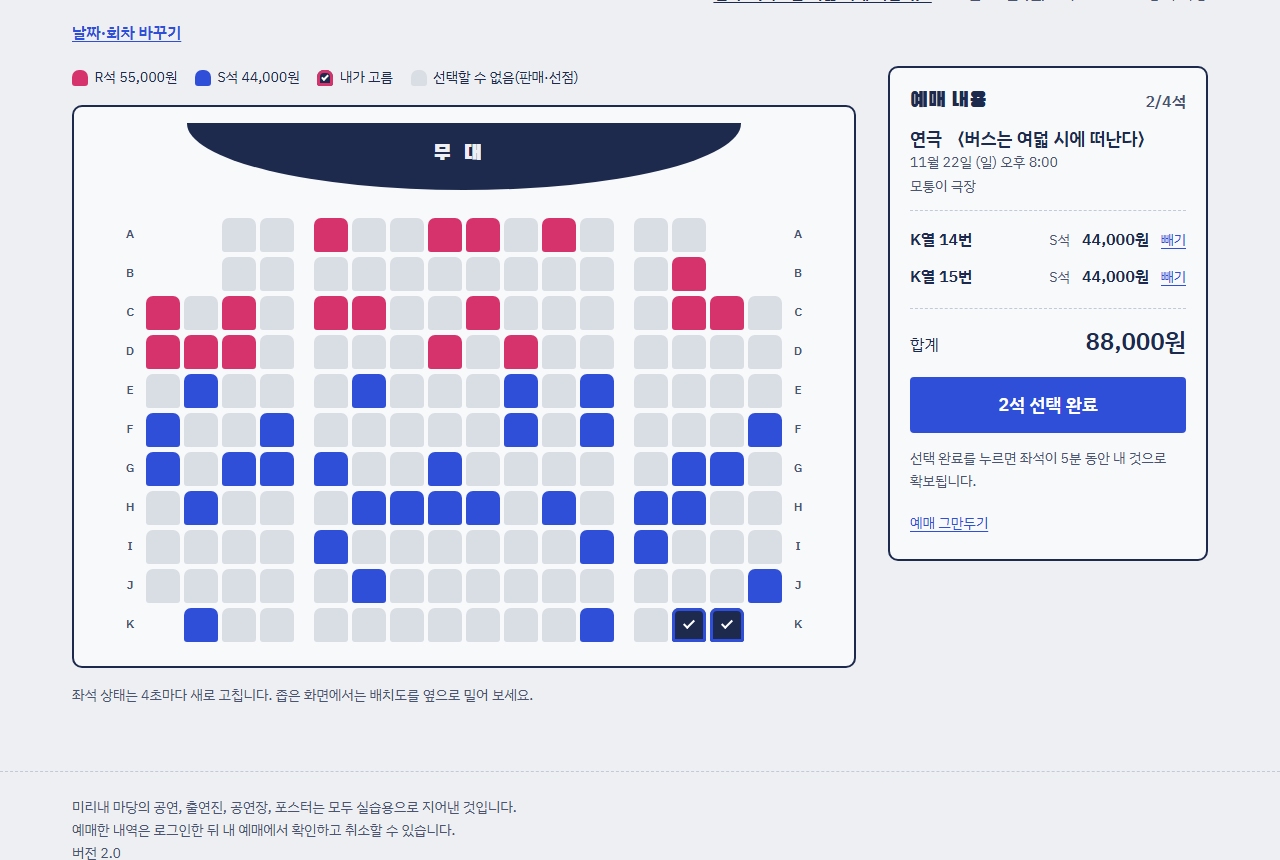 날짜·회차 바꾸기
R석 55,000원 S석 44,000원 내가 고름 선택할 수 없음(판매·선점)
무 대
A A
B B
C C
D D
E E
F F
G G
H H
I I
J J
K K
좌석 상태는 4초마다 새로 고칩니다. 좁은 화면에서는 배치도를 옆으로 밀어 보세요.
예매 내용 2/4석
연극 〈버스는 여덟 시에 떠난다〉
11월 22일 (일) 오후 8:00
모퉁이 극장
K열 14번 S석 44,000원 빼기
K열 15번 S석 44,000원 빼기
합계 88,000원
2석 선택 완료
선택 완료를 누르면 좌석이 5분 동안 내 것으로
확보됩니다.
예매 그만두기
미리내 마당의 공연, 출연진, 공연장, 포스터는 모두 실습용으로 지어낸 것입니다.
예매한 내역은 로그인한 뒤 내 예매에서 확인하고 취소할 수 있습니다.
버전 2.0